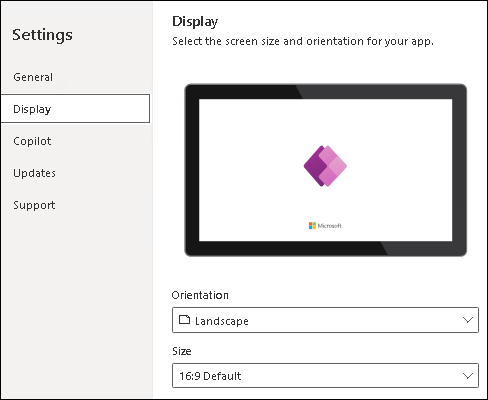 Settings
General
Display
Copilot
Updates
Support
Display
Select the screen size and orientation for your app.
Microsoft
Orientation
Landscape
Size
16:9 Default